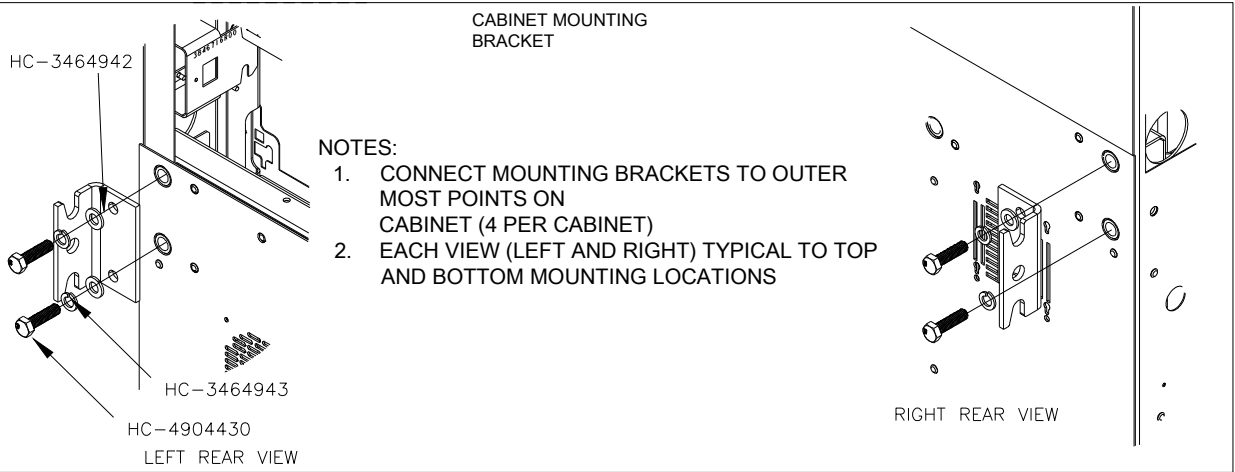 CABINET MOUNTING
BRACKET
HC-3464942
NOTES:
1. CONNECT MOUNTING BRACKETS TO OUTER
MOST POINTS ON
CABINET (4 PER CABINET)
2. EACH VIEW (LEFT AND RIGHT) TYPICAL TO TOP
AND BOTTOM MOUNTING LOCATIONS
HC-3464943
HC-4904430
LEFT REAR VIEW
RIGHT REAR VIEW